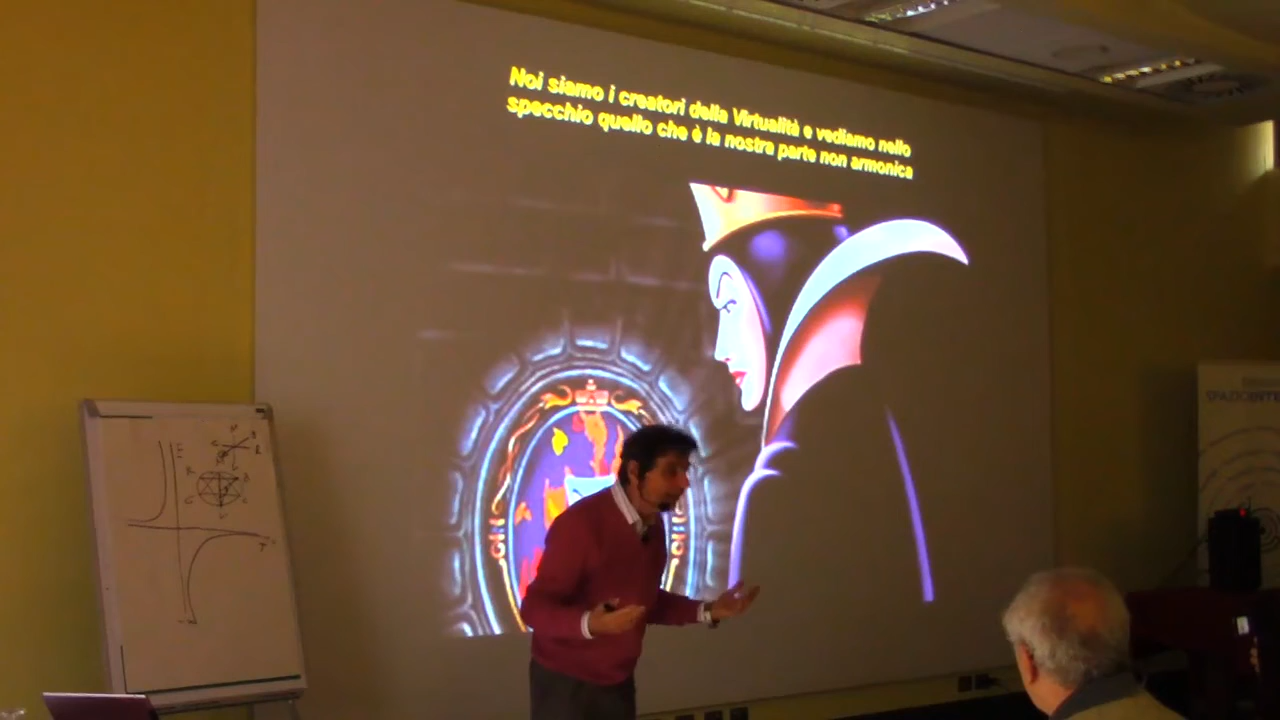 Noi siamo i creatori della Virtualità e vediamo nello
specchio quello che è la nostra parte non armonica